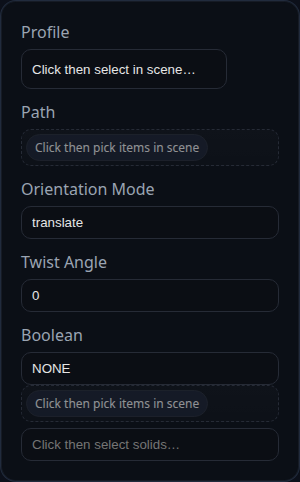 Profile
Click then select in scene…
Path
Click then pick items in scene
Orientation Mode
translate
Twist Angle
0
Boolean
NONE
Click then pick items in scene
Click then select solids…